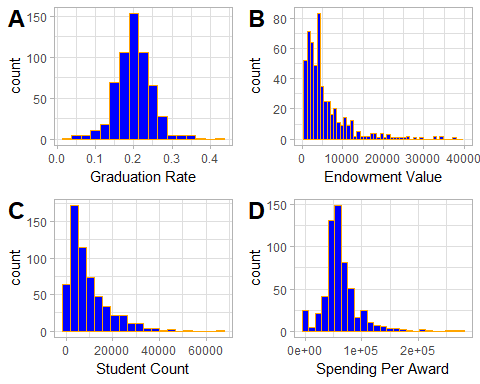 A
150
100
50
0
count
0.0 0.1 0.2 0.3 0.4
Graduation Rate
B
80
60
40
20
0
count
0 10000 20000 30000 40000
Endowment Value
C
150
100
50
0
count
0 20000 40000 60000
Student Count
D
150
100
50
0
count
0e+00 1e+05 2e+05
Spending Per Award